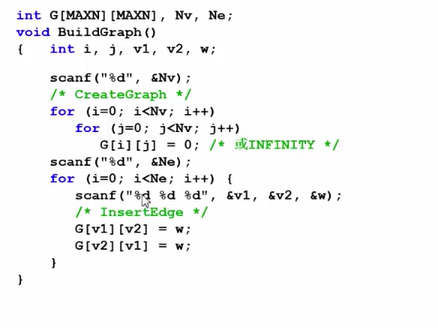 int G[MAXN][MAXN], Nv, Ne;
void BuildGraph()
{ int i, j, v1, v2, w;
scanf("%d", &Nv);
/* CreateGraph */
for (i=0; i<Nv; i++)
for (j=0; j<Nv; j++)
G[i][j] = 0; /* 或INFINITY */
scanf("%d", &Ne);
for (i=0; i<Ne; i++) {
scanf("%d %d %d", &v1, &v2, &w);
/* InsertEdge */
G[v1][v2] = w;
G[v2][v1] = w;
}
}